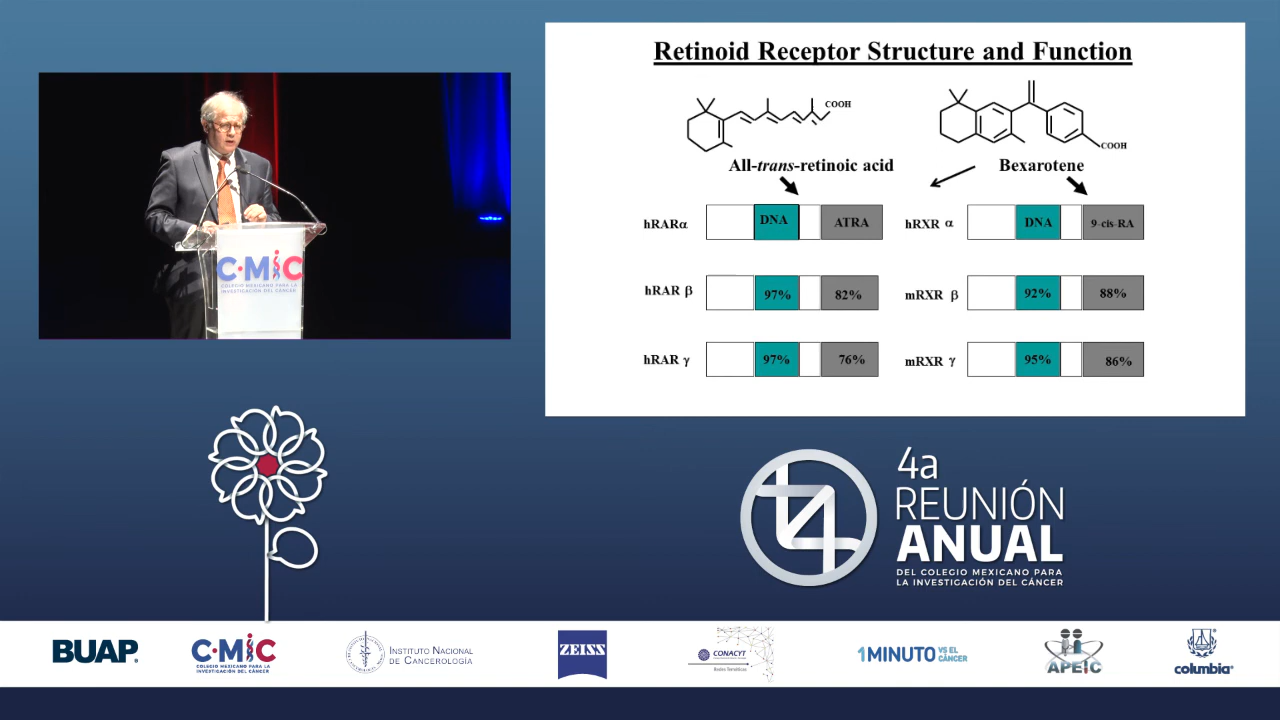 Retinoid Receptor Structure and Function
COOH
COOH
All-trans-retinoic acid
Bexarotene
hRARα
DNA
ATRA
hRXR α
DNA
9-cis-RA
hRAR β
97%
82%
mRXR β
92%
88%
hRAR γ
97%
76%
mRXR γ
95%
86%
C·MiC
COLEGIO MEXICANO PARA LA
INVESTIGACIÓN DEL CÁNCER
4a
REUNIÓN
ANUAL
DEL COLEGIO MEXICANO PARA
LA INVESTIGACIÓN DEL CÁNCER
BUAP
C·MiC
COLEGIO MEXICANO PARA
LA INVESTIGACIÓN DEL CÁNCER
INSTITUTO NACIONAL
DE CANCEROLOGÍA
ZEISS
CONACYT
Redes Temáticas
1MINUTO VS EL
CÁNCER
APEIC
columbia